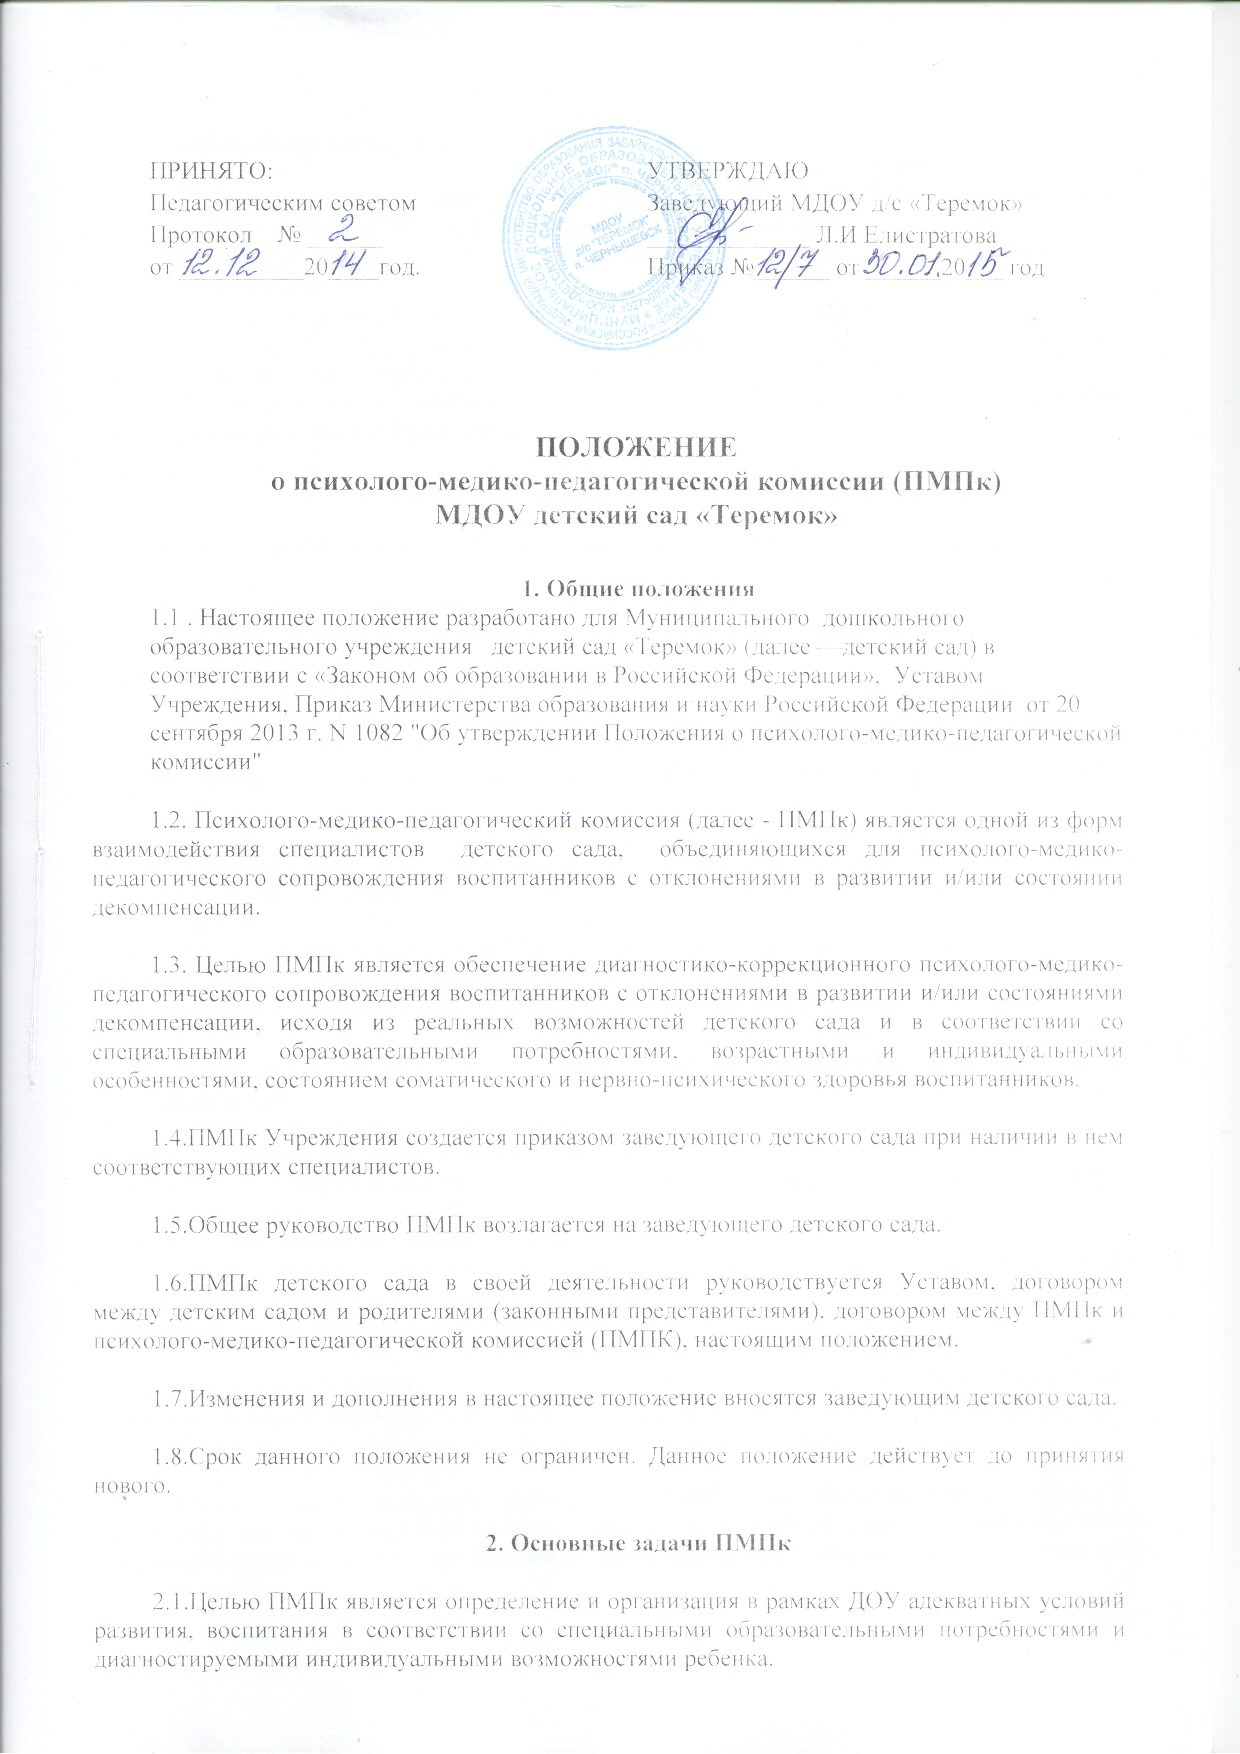 ПРИНЯТО:
Педагогическим советом
Протокол № 2
от 12.12 2014 год.
УТВЕРЖДАЮ
Заведующий МДОУ д/с «Теремок»
Л.И Елистратова
Приказ № 12/7 от 30.01.2015 год
МДОУ
д/с "ТЕРЕМОК"
п. ЧЕРНЫШЕВСК
ПОЛОЖЕНИЕ
о психолого-медико-педагогической комиссии (ПМПк)
МДОУ детский сад «Теремок»
1. Общие положения
1.1 . Настоящее положение разработано для Муниципального дошкольного
образовательного учреждения детский сад «Теремок» (далее — детский сад) в
соответствии с «Законом об образовании в Российской Федерации», Уставом
Учреждения, Приказ Министерства образования и науки Российской Федерации от 20
сентября 2013 г. N 1082 "Об утверждении Положения о психолого-медико-педагогической
комиссии"
1.2. Психолого-медико-педагогический комиссия (далее - ПМПк) является одной из форм
взаимодействия специалистов детского сада, объединяющихся для психолого-медико-
педагогического сопровождения воспитанников с отклонениями в развитии и/или состоянии
декомпенсации.
1.3. Целью ПМПк является обеспечение диагностико-коррекционного психолого-медико-
педагогического сопровождения воспитанников с отклонениями в развитии и/или состояниями
декомпенсации, исходя из реальных возможностей детского сада и в соответствии со
специальными образовательными потребностями, возрастными и индивидуальными
особенностями, состоянием соматического и нервно-психического здоровья воспитанников.
1.4.ПМПк Учреждения создается приказом заведующего детского сада при наличии в нем
соответствующих специалистов.
1.5.Общее руководство ПМПк возлагается на заведующего детского сада.
1.6.ПМПк детского сада в своей деятельности руководствуется Уставом, договором
между детским садом и родителями (законными представителями), договором между ПМПк и
психолого-медико-педагогической комиссией (ПМПК), настоящим положением.
1.7.Изменения и дополнения в настоящее положение вносятся заведующим детского сада.
1.8.Срок данного положения не ограничен. Данное положение действует до принятия
нового.
2. Основные задачи ПМПк
2.1.Целью ПМПк является определение и организация в рамках ДОУ адекватных условий
развития, воспитания в соответствии со специальными образовательными потребностями и
диагностируемыми индивидуальными возможностями ребенка.